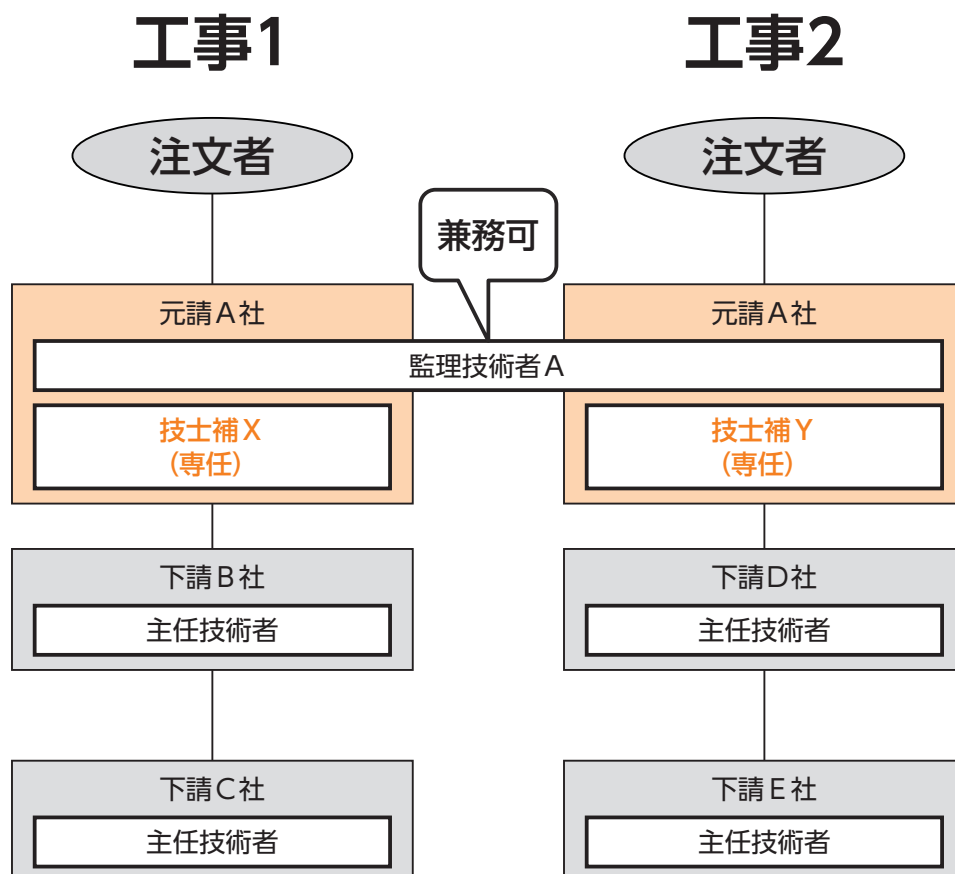 工事1
工事2
注文者
注文者
兼務可
元請A社
元請A社
監理技術者A
技士補X
(専任)
技士補Y
(専任)
下請B社
主任技術者
下請D社
主任技術者
下請C社
主任技術者
下請E社
主任技術者